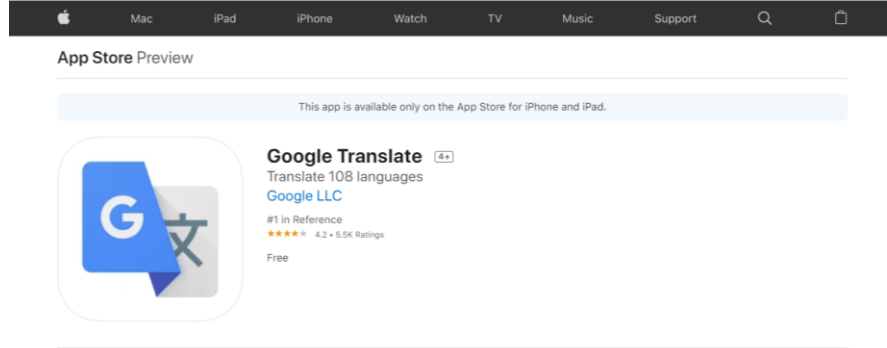 Mac iPad iPhone Watch TV Music Support
App Store Preview
This app is available only on the App Store for iPhone and iPad.
G 文
Google Translate 4+
Translate 108 languages
Google LLC
#1 in Reference
★★★★★ 4.2 • 5.5K Ratings
Free